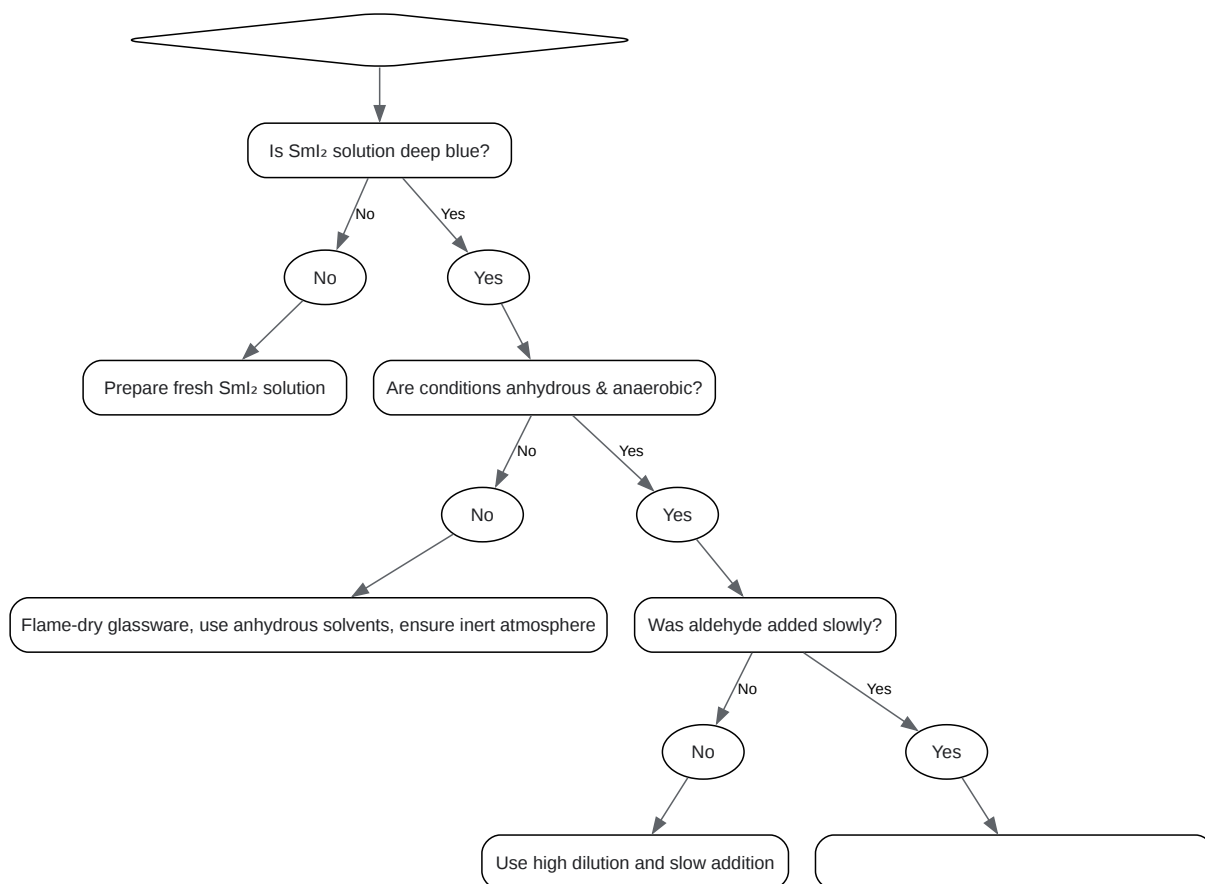 Is SmI₂ solution deep blue?
No
Yes
No
Yes
Prepare fresh SmI₂ solution
Are conditions anhydrous & anaerobic?
No
Yes
No
Yes
Flame-dry glassware, use anhydrous solvents, ensure inert atmosphere
Was aldehyde added slowly?
No
Yes
No
Yes
Use high dilution and slow addition